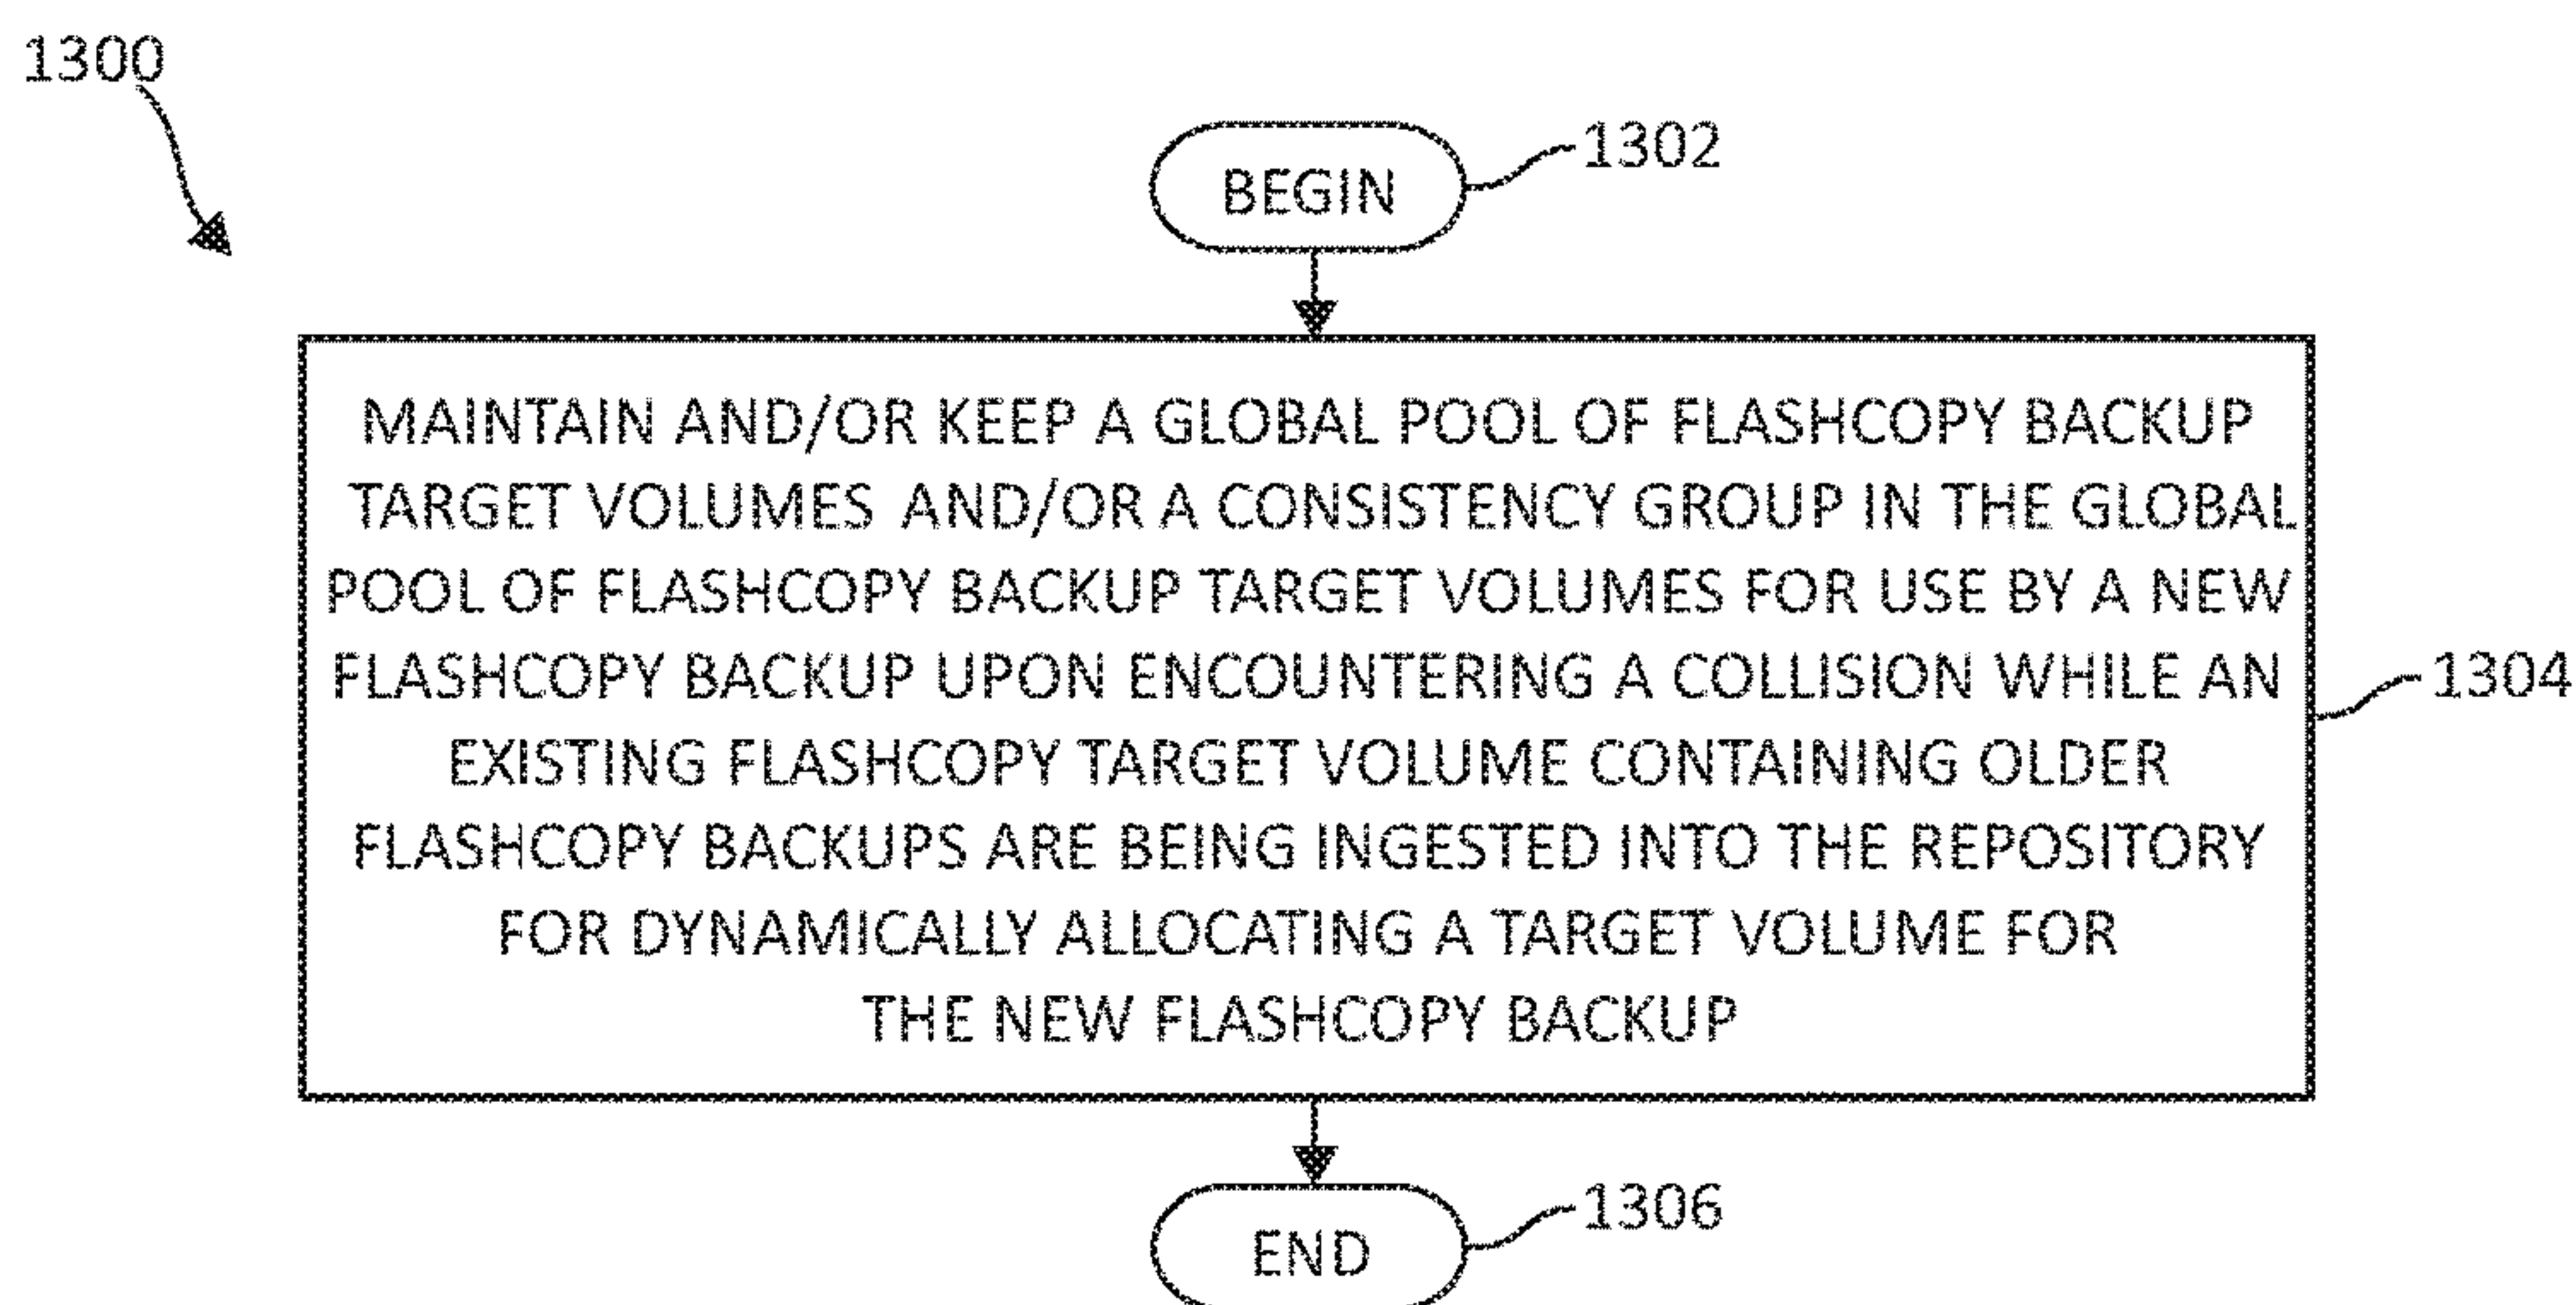 1300
BEGIN
1302
MAINTAIN AND/OR KEEP A GLOBAL POOL OF FLASHCOPY BACKUP
TARGET VOLUMES AND/OR A CONSISTENCY GROUP IN THE GLOBAL
POOL OF FLASHCOPY BACKUP TARGET VOLUMES FOR USE BY A NEW
FLASHCOPY BACKUP UPON ENCOUNTERING A COLLISION WHILE AN
EXISTING FLASHCOPY TARGET VOLUME CONTAINING OLDER
FLASHCOPY BACKUPS ARE BEING INGESTED INTO THE REPOSITORY
FOR DYNAMICALLY ALLOCATING A TARGET VOLUME FOR
THE NEW FLASHCOPY BACKUP
1304
END
1306